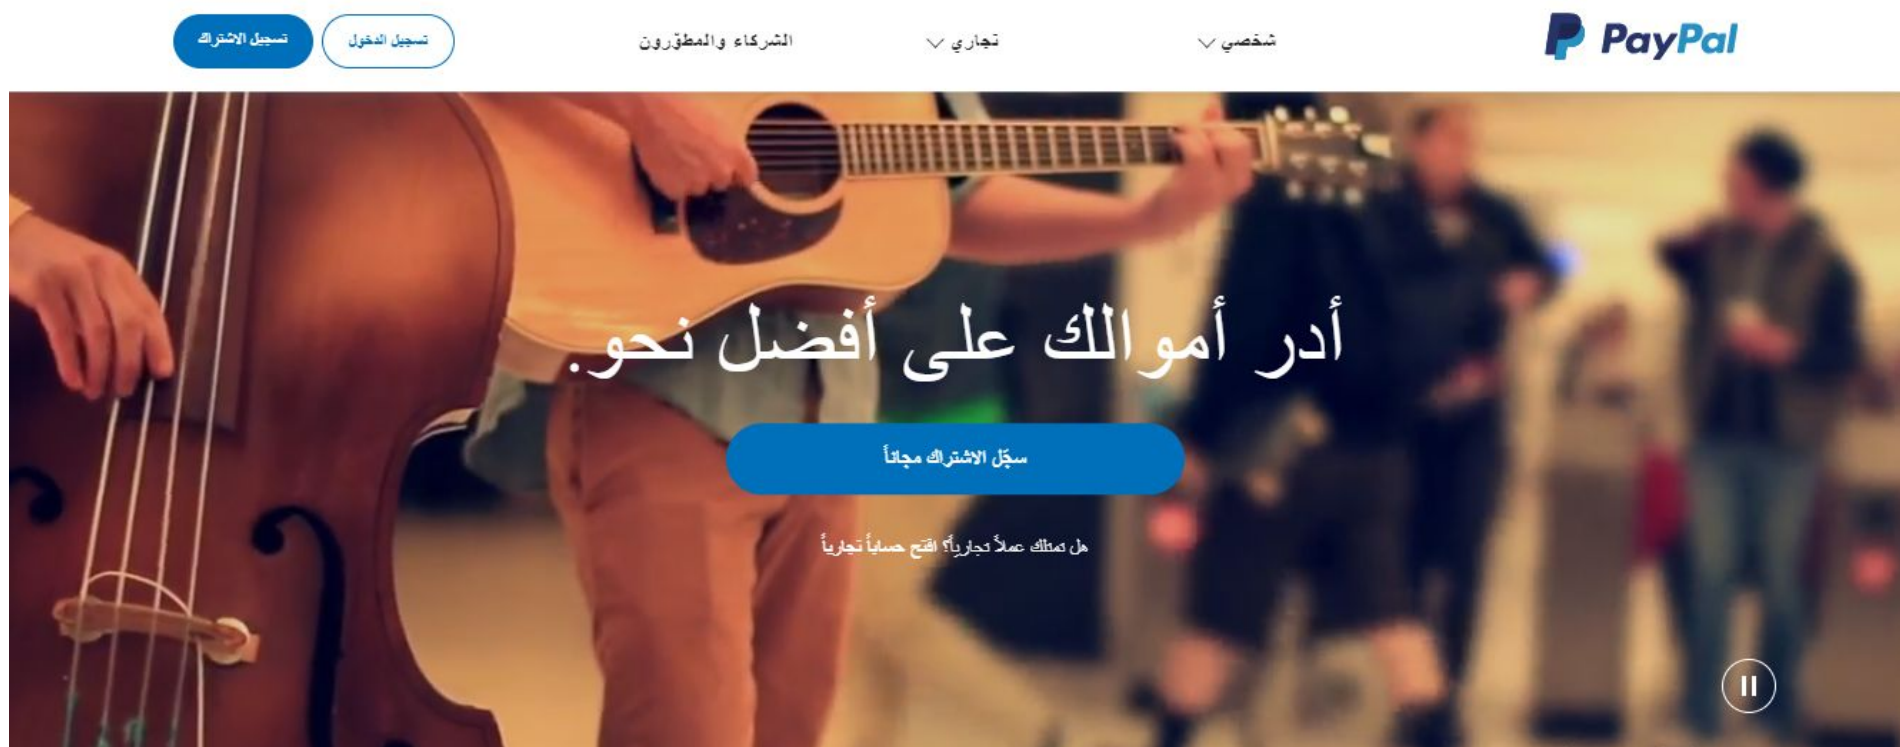 PayPal
شخصي
تجاري
الشركاء والمطوّرون
تسجيل الدخول
تسجيل الاشتراك
أدر أموالك على أفضل نحو.
سجّل الاشتراك مجاناً
هل تمتلك عملاً تجارياً؟ افتح حساباً تجارياً